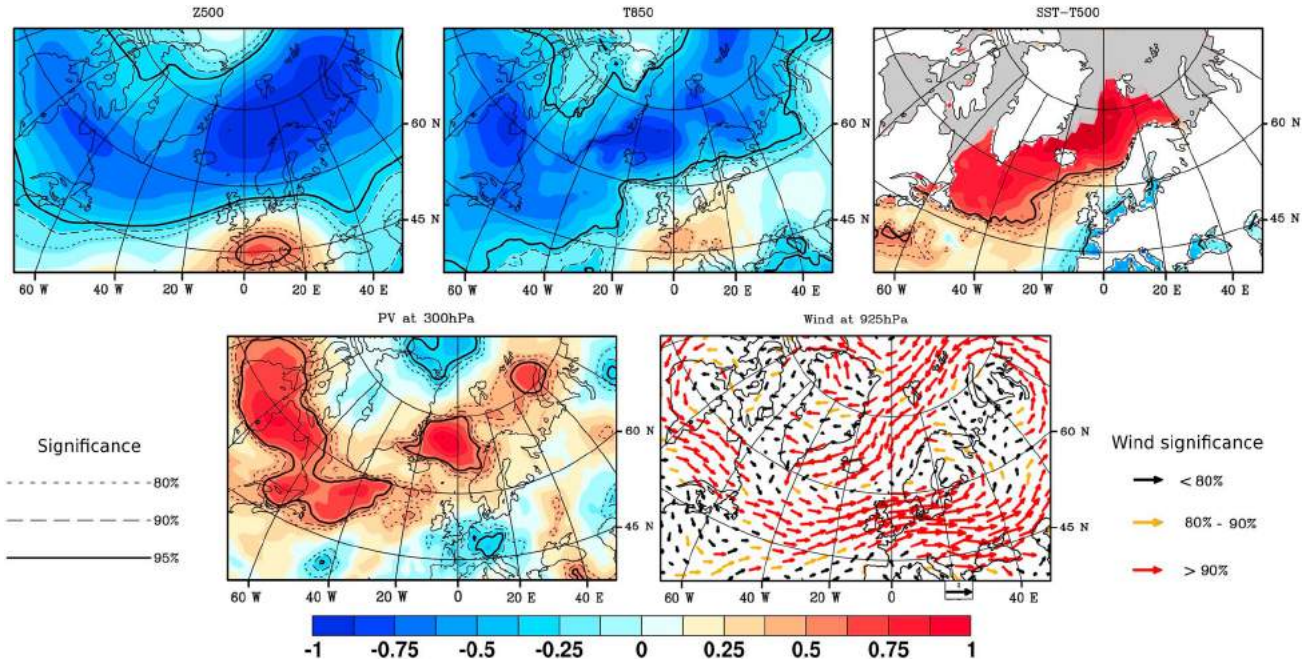 Z500
T850
SST-T500
60 N
45 N
60 W 40 W 20 W 0 20 E 40 E
60 N
45 N
60 W 40 W 20 W 0 20 E 40 E
60 N
45 N
60 W 40 W 20 W 0 20 E 40 E
PV at 300hPa
Wind at 925hPa
60 N
45 N
60 W 40 W 20 W 0 20 E 40 E
60 N
45 N
60 W 40 W 20 W 0 40 E
Significance
80%
90%
95%
Wind significance
< 80%
80% - 90%
> 90%
-1 -0.75 -0.5 -0.25 0 0.25 0.5 0.75 1